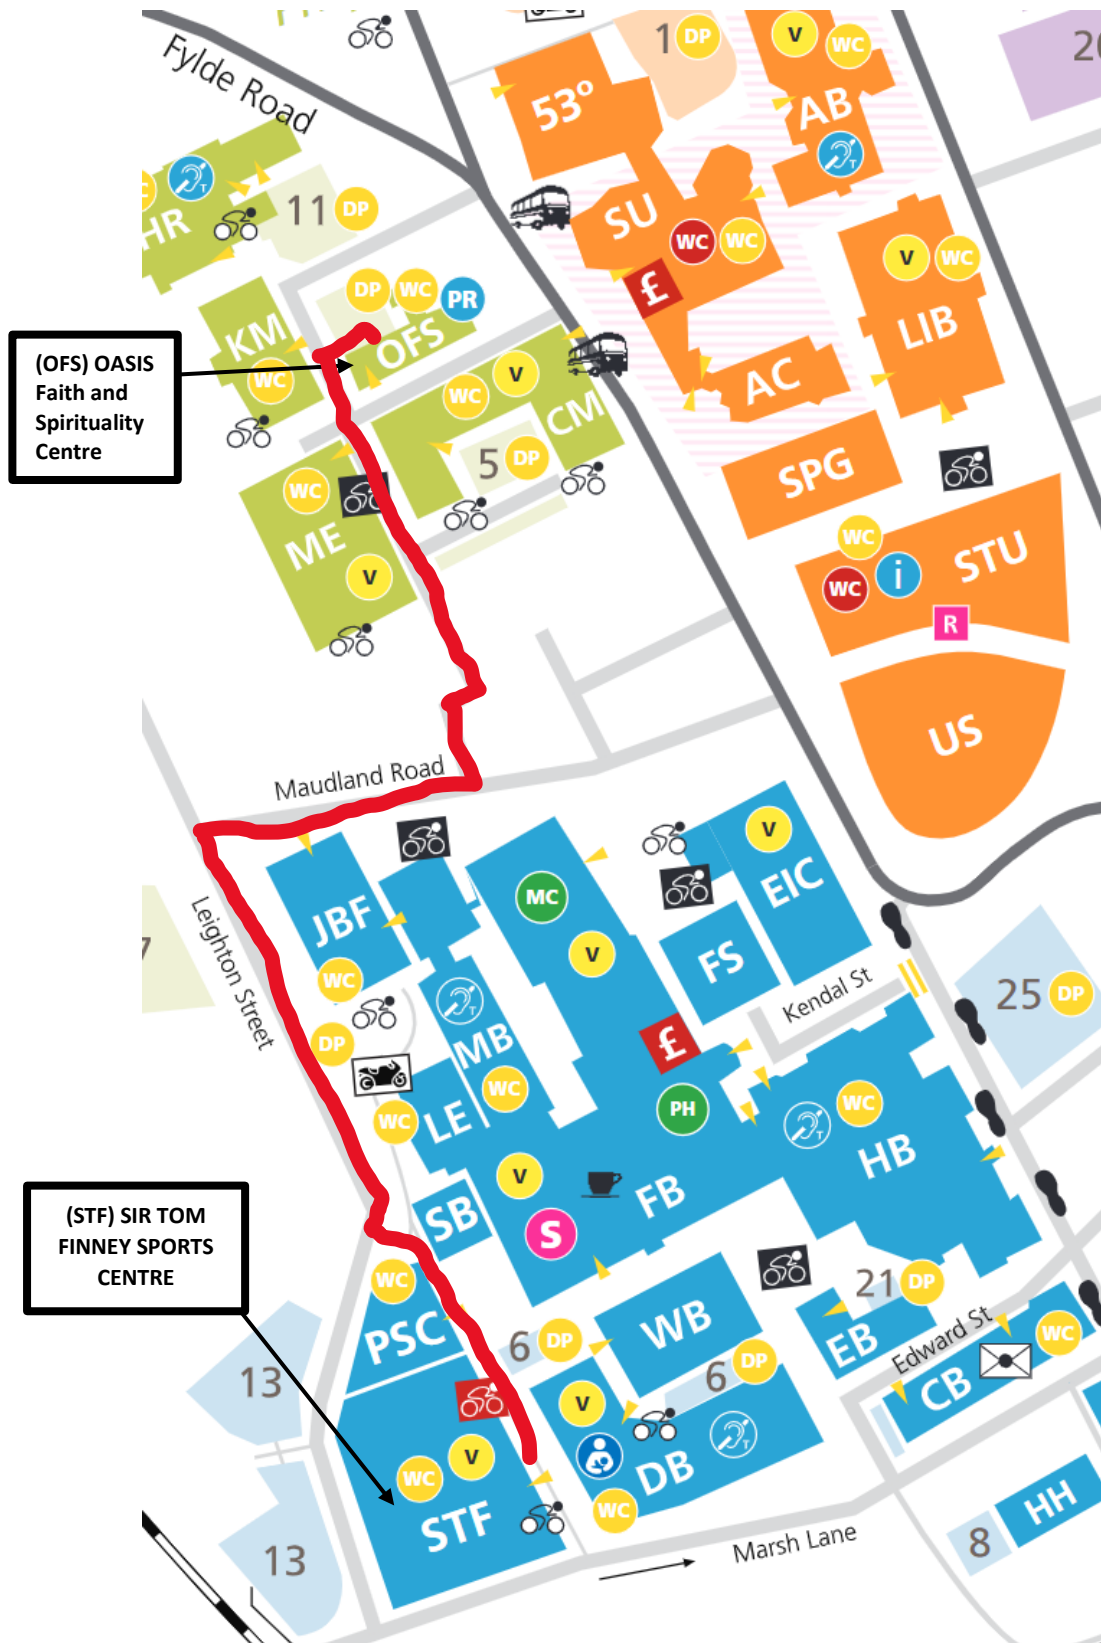 1
DP
V
WC
20
Fylde Road
53º
AB
T
C
T
HR
11
DP
SU
WC
WC
£
V
WC
LIB
DP
WC
PR
KM
OFS
(OFS) OASIS
Faith and
Spirituality
Centre
WC
V
WC
CM
AC
5
DP
SPG
WC
ME
V
WC
WC
i
STU
R
US
Maudland Road
V
EIC
JBF
MC
V
FS
Leighton Street
7
WC
T
Kendal St
25
DP
DP
MB
£
WC
LE
WC
PH
T
WC
HB
V
FB
SB
S
(STF) SIR TOM
FINNEY SPORTS
CENTRE
WC
PSC
WB
21
DP
EB
Edward St
WC
CB
6
DP
6
DP
13
V
T
DB
V
WC
STF
WC
HH
8
13
Marsh Lane